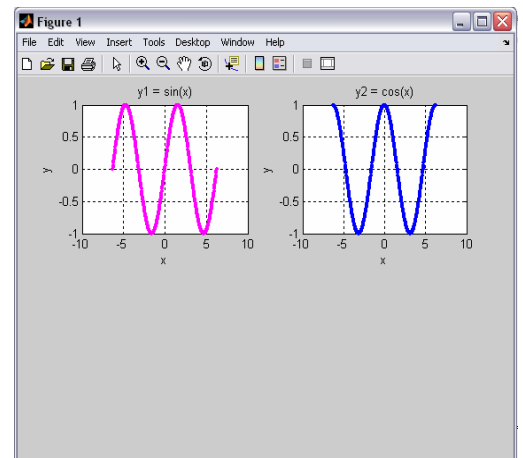 Figure 1
File Edit View Insert Tools Desktop Window Help
y1 = sin(x)
1
0.5
0
-0.5
-1
y
-10 -5 0 5 10
x
y2 = cos(x)
1
0.5
0
-0.5
-1
y
-10 -5 0 5 10
x